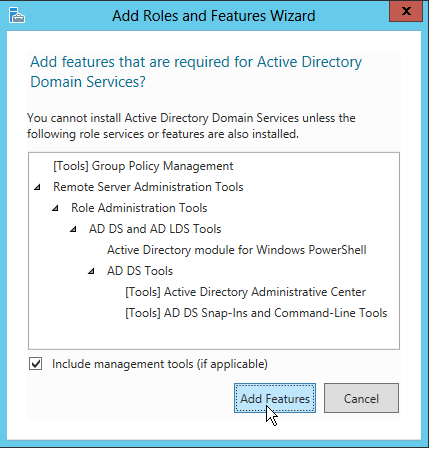 Add Roles and Features Wizard
x
Add features that are required for Active Directory
Domain Services?
You cannot install Active Directory Domain Services unless the
following role services or features are also installed.
[Tools] Group Policy Management
Remote Server Administration Tools
Role Administration Tools
AD DS and AD LDS Tools
Active Directory module for Windows PowerShell
AD DS Tools
[Tools] Active Directory Administrative Center
[Tools] AD DS Snap-Ins and Command-Line Tools
Include management tools (if applicable)
Add Features
Cancel